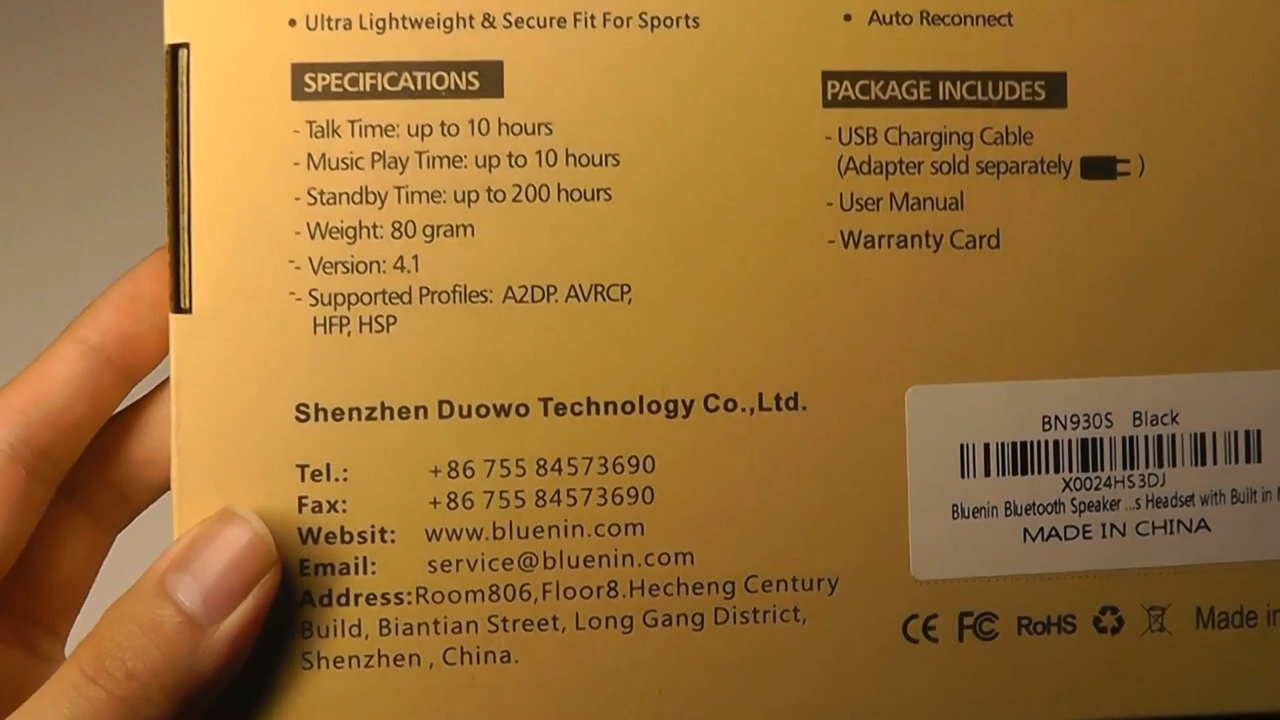 • Ultra Lightweight & Secure Fit For Sports
• Auto Reconnect
SPECIFICATIONS
- Talk Time: up to 10 hours
- Music Play Time: up to 10 hours
- Standby Time: up to 200 hours
- Weight: 80 gram
- Version: 4.1
- Supported Profiles: A2DP. AVRCP,
HFP, HSP
PACKAGE INCLUDES
- USB Charging Cable
(Adapter sold separately )
- User Manual
- Warranty Card
Shenzhen Duowo Technology Co.,Ltd.
Tel.: +86 755 84573690
Fax: +86 755 84573690
Websit: www.bluenin.com
Email: service@bluenin.com
Address:Room806,Floor8.Hecheng Century
Build, Biantian Street, Long Gang District,
Shenzhen , China.
BN930S Black
X0024HS3DJ
Bluenin Bluetooth Speaker ...s Headset with Built in
MADE IN CHINA
CE FC RoHS Made in